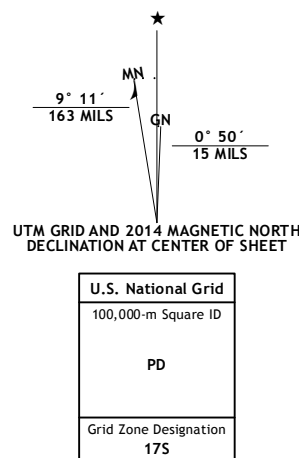 ★
MN
GN
9° 11´
163 MILS
0° 50´
15 MILS
UTM GRID AND 2014 MAGNETIC NORTH
DECLINATION AT CENTER OF SHEET
U.S. National Grid
100,000-m Square ID
PD
Grid Zone Designation
17S